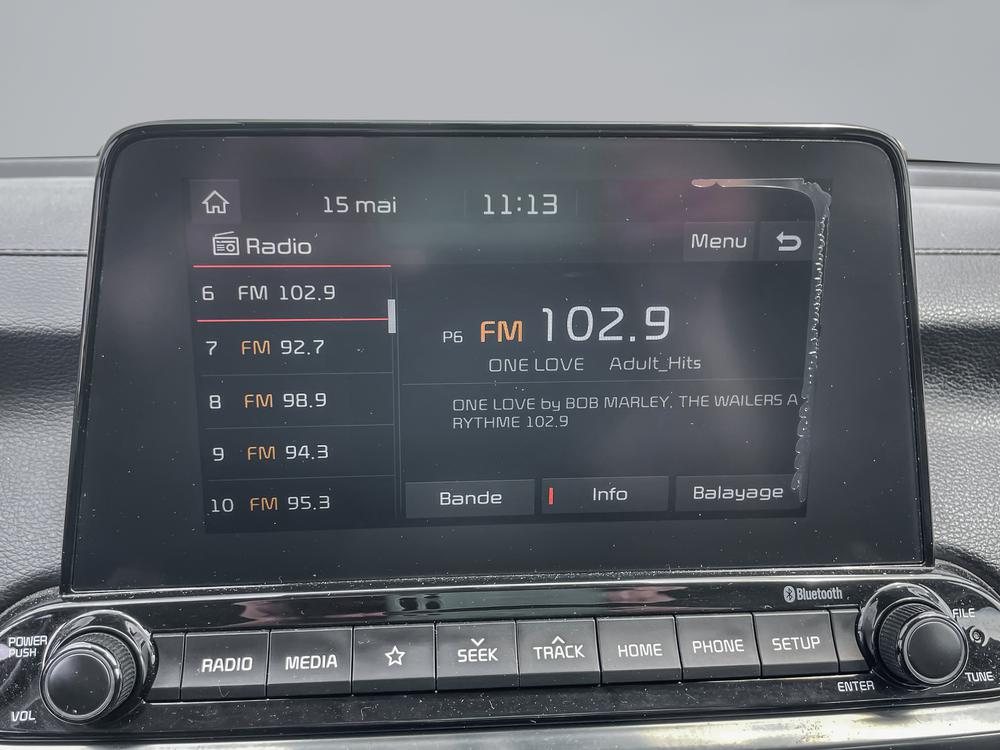 15 mai 11:13
Radio
Menu
6 FM 102.9
7 FM 92.7
8 FM 98.9
9 FM 94.3
10 FM 95.3
P6 FM 102.9
ONE LOVE Adult_Hits
ONE LOVE by BOB MARLEY, THE WAILERS A
RYTHME 102.9
Bande
Info
Balayage
Bluetooth
POWER
PUSH
VOL
RADIO
MEDIA
SEEK
TRACK
HOME
PHONE
SETUP
ENTER
FILE
TUNE